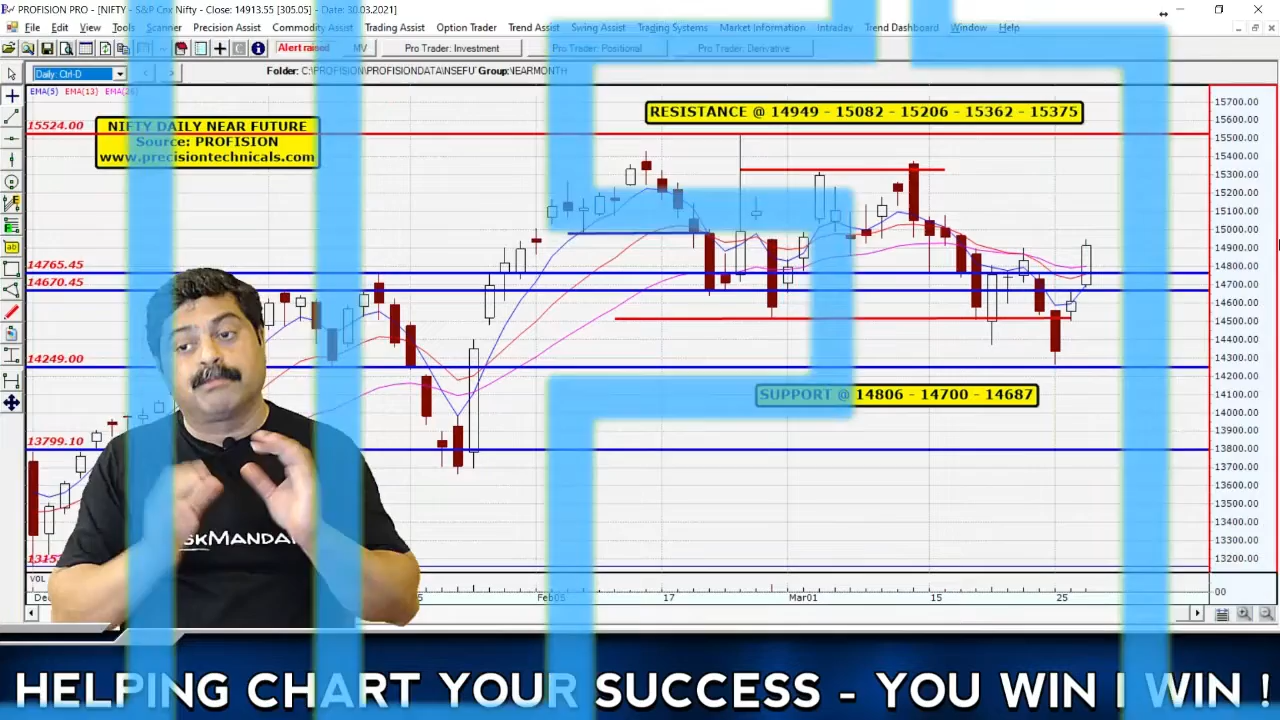 PROFISION PRO - [NIFTY - S&P Cnx Nifty - Close: 14913.55 [305.05] - Date: 30.03.2021]
File Edit View Tools Scanner Precision Assist Commodity Assist Trading Assist Option Trader Trend Assist Swing Assist Trading Systems Market Information Intraday Trend Dashboard Window Help
Alert raised MV Pro Trader: Investment Pro Trader: Positional Pro Trader: Derivative
Daily: Ctrl-D Folder: C:\PROFISION\PROFISIONDATA\NSEFUT Group:NEARMONTH
EMA(5) EMA(13) EMA(26)
RESISTANCE @ 14949 - 15082 - 15206 - 15362 - 15375
NIFTY DAILY NEAR FUTURE
Source: PROFISION
www.precisiontechnicals.com
15524.00
14765.45
14670.45
14249.00
13799.10
SUPPORT @ 14806 - 14700 - 14687
15700.00
15600.00
15500.00
15400.00
15300.00
15200.00
15100.00
15000.00
14900.00
14800.00
14700.00
14600.00
14500.00
14400.00
14300.00
14200.00
14100.00
14000.00
13900.00
13800.00
13700.00
13600.00
13500.00
13400.00
13300.00
13200.00
VOL
00
Feb05 17 Mar01 15 25
HELPING CHART YOUR SUCCESS - YOU WIN I WIN !